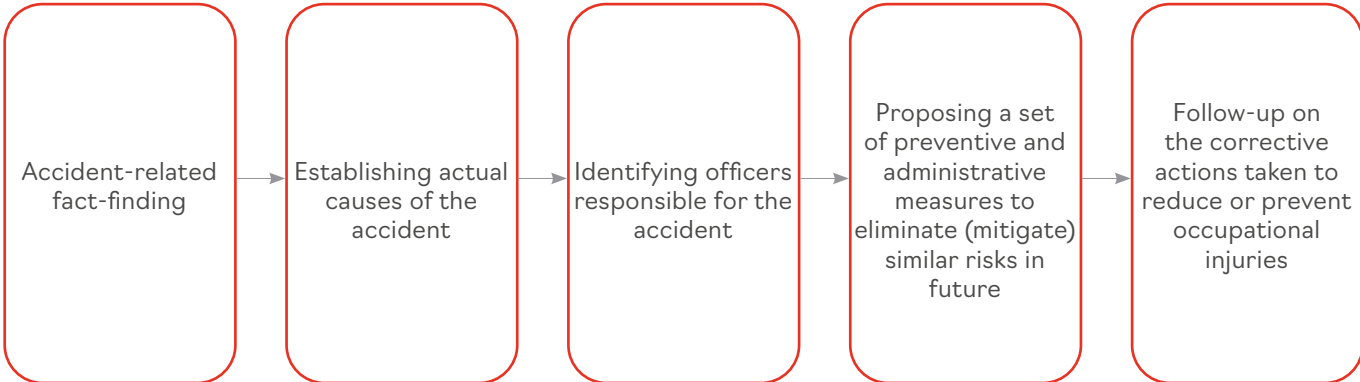 Accident-related
fact-finding
Establishing actual
causes of the
accident
Identifying officers
responsible for the
accident
Proposing a set
of preventive and
administrative
measures to
eliminate (mitigate)
similar risks in
future
Follow-up on
the corrective
actions taken to
reduce or prevent
occupational
injuries